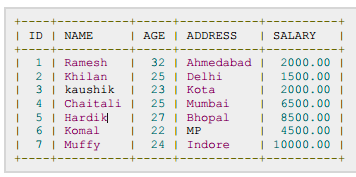 +----+----------+-----+-----------+----------+
| ID | NAME     | AGE | ADDRESS   | SALARY   |
+----+----------+-----+-----------+----------+
|  1 | Ramesh   |  32 | Ahmedabad |  2000.00 |
|  2 | Khilan   |  25 | Delhi     |  1500.00 |
|  3 | kaushik  |  23 | Kota      |  2000.00 |
|  4 | Chaitali |  25 | Mumbai    |  6500.00 |
|  5 | Hardik   |  27 | Bhopal    |  8500.00 |
|  6 | Komal    |  22 | MP        |  4500.00 |
|  7 | Muffy    |  24 | Indore    | 10000.00 |
+----+----------+-----+-----------+----------+